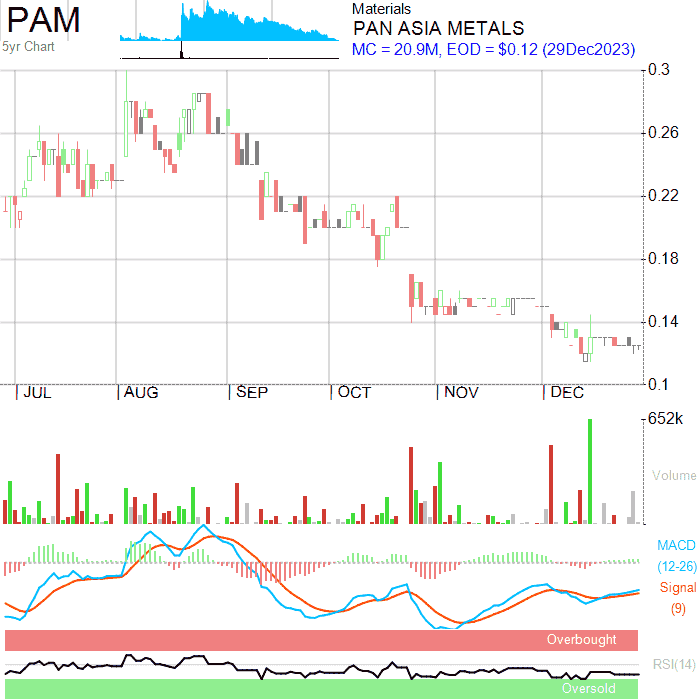 PAM
5yr Chart
Materials
PAN ASIA METALS
MC = 20.9M, EOD = $0.12 (29Dec2023)
0.3
0.26
0.22
0.18
0.14
0.1
JUL AUG SEP OCT NOV DEC
652k
Volume
MACD
(12-26)
Signal
(9)
Overbought
RSI(14)
Oversold